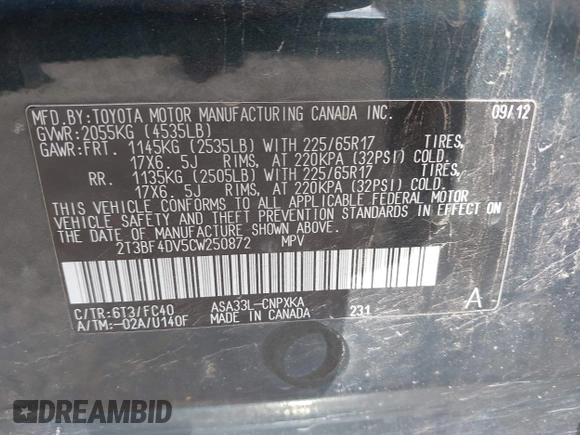 MFD.BY:TOYOTA MOTOR MANUFACTURING CANADA INC. 09/12
GVWR:2055KG (4535LB)
GAWR:FRT. 1145KG (2535LB) WITH 225/65R17 TIRES,
17X6. 5J RIMS, AT 220KPA (32PSI) COLD.
RR. 1135KG (2505LB) WITH 225/65R17 TIRES,
17X6. 5J RIMS, AT 220KPA (32PSI) COLD.
THIS VEHICLE CONFORMS TO ALL APPLICABLE FEDERAL MOTOR
VEHICLE SAFETY AND THEFT PREVENTION STANDARDS IN EFFECT ON
THE DATE OF MANUFACTURE SHOWN ABOVE.
2T3BF4DV5CW250872 MPV
C/TR:6T3/FC40 ASA33L-CNPXKA
A/TM:-02A/U140F MADE IN CANADA 231 A
DREAMBID